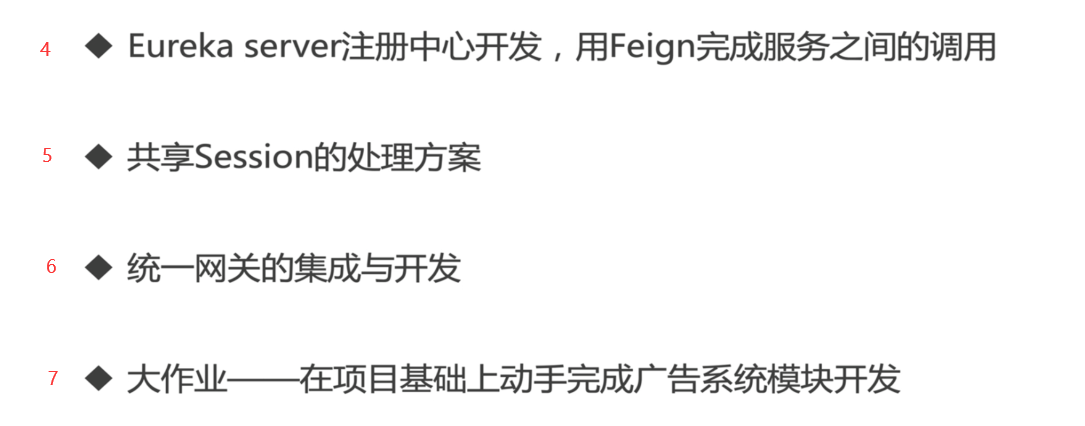 4 ◆ Eureka server注册中心开发，用Feign完成服务之间的调用
5 ◆ 共享Session的处理方案
6 ◆ 统一网关的集成与开发
7 ◆ 大作业——在项目基础上动手完成广告系统模块开发